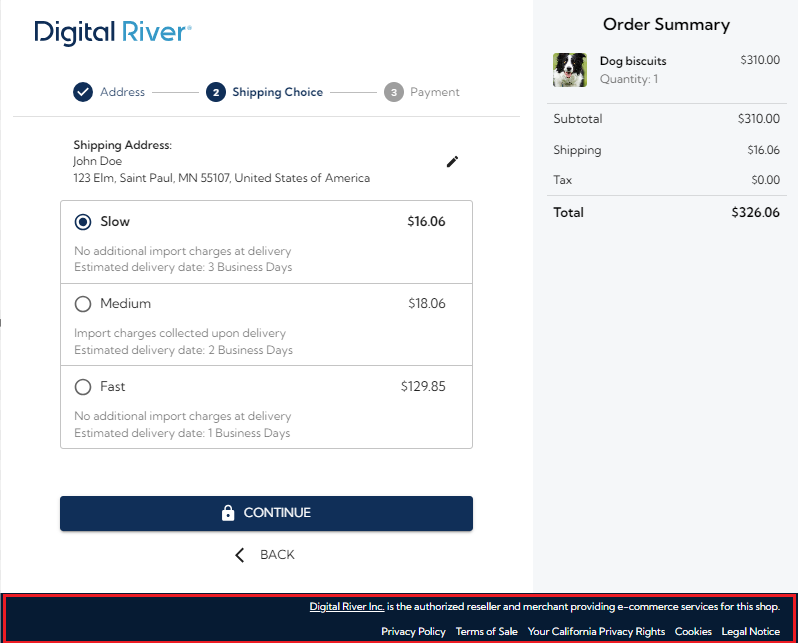 Digital River®
Address
2 Shipping Choice
3 Payment
Shipping Address:
John Doe
123 Elm, Saint Paul, MN 55107, United States of America
Slow $16.06
No additional import charges at delivery
Estimated delivery date: 3 Business Days
Medium $18.06
Import charges collected upon delivery
Estimated delivery date: 2 Business Days
Fast $129.85
No additional import charges at delivery
Estimated delivery date: 1 Business Days
CONTINUE
BACK
Order Summary
Dog biscuits $310.00
Quantity: 1
Subtotal $310.00
Shipping $16.06
Tax $0.00
Total $326.06
Digital River Inc. is the authorized reseller and merchant providing e-commerce services for this shop.
Privacy Policy Terms of Sale Your California Privacy Rights Cookies Legal Notice